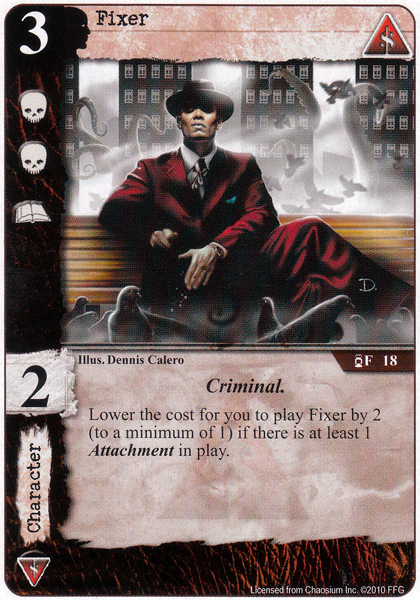 3
Fixer
$
Illus. Dennis Calero
D.
F 18
2
Criminal.
Lower the cost for you to play Fixer by 2
(to a minimum of 1) if there is at least 1
Attachment in play.
Character
Licensed from Chaosium Inc. ©2010 FFG